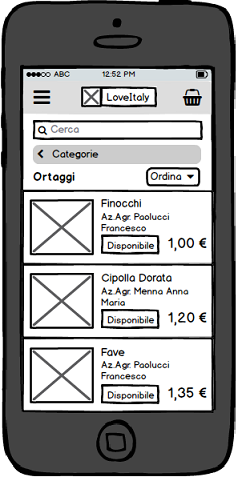 ABC 12:52 PM
LoveItaly
Cerca
Categorie
Ortaggi Ordina
Finocchi
Az.Agr. Paolucci
Francesco
Disponibile 1,00 €
Cipolla Dorata
Az.Agr. Menna Anna
Maria
Disponibile 1,20 €
Fave
Az.Agr. Paolucci
Francesco
Disponibile 1,35 €